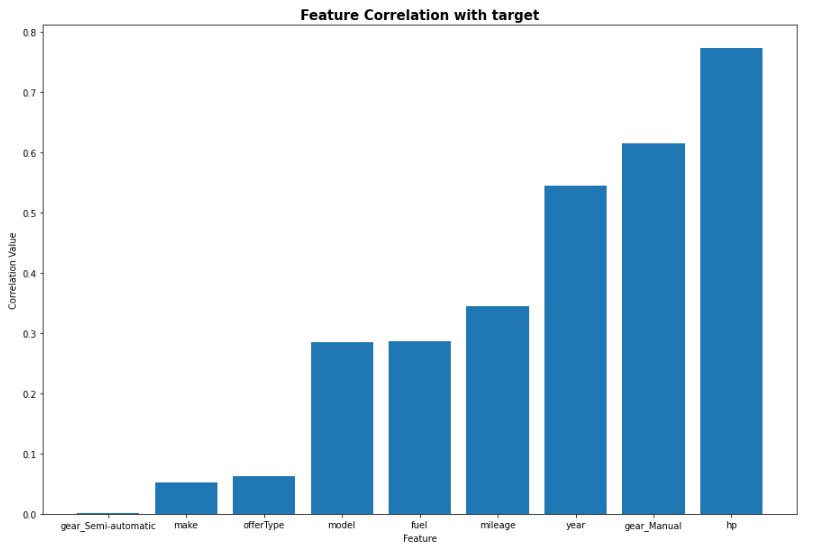 Feature Correlation with target
0.8
0.7
0.6
0.5
0.4
0.3
0.2
0.1
0.0
Correlation Value
gear_Semi-automatic make offerType model fuel mileage year gear_Manual hp
Feature